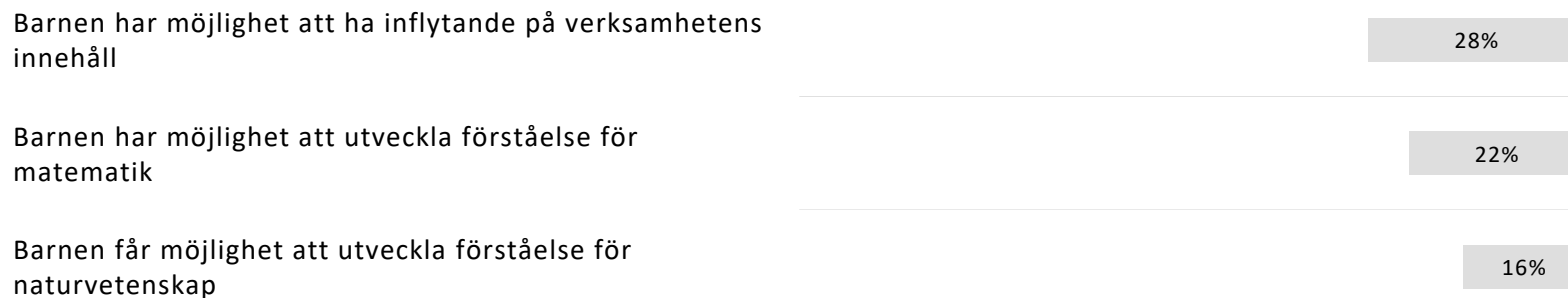 Barnen har möjlighet att ha inflytande på verksamhetens
innehåll
28%
Barnen har möjlighet att utveckla förståelse för
matematik
22%
Barnen får möjlighet att utveckla förståelse för
naturvetenskap
16%